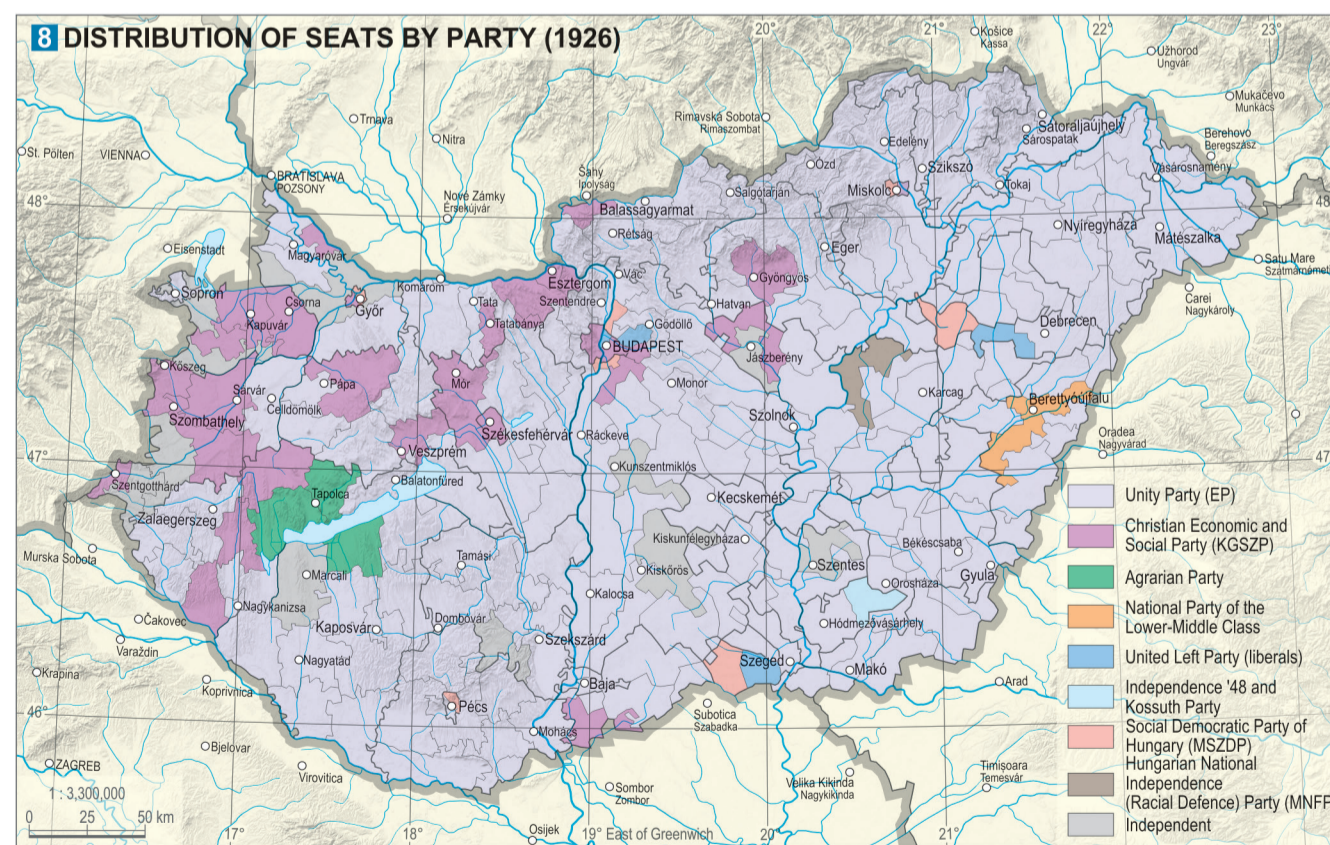 8 DISTRIBUTION OF SEATS BY PARTY (1926)
20°
21°
22°
23°
Košice
Kassa
Užhorod
Ungvár
Mukačevo
Munkács
Berehovo
Beregszász
Trnava
Nitra
Rimavská Sobota
Rimaszombat
Edelény
Sátoraljaújhely
Sárospatak
St. Pölten
VIENNA
Ózd
Szikszó
Vásárosnamény
BRATISLAVA
POZSONY
Šahy
Ipolyság
Salgótarján
Miskolc
Tokaj
48°
48
Nové Zámky
Érsekújvár
Balassagyarmat
Rétság
Nyíregyháza
Mátészalka
Eisenstadt
Magyaróvár
Eger
Satu Mare
Szatmárnémeti
Komárom
Esztergom
Vác
Gyöngyös
Sopron
Csorna
Győr
Tata
Szentendre
Hatvan
Carei
Nagykároly
Kapuvár
Tatabánya
Gödöllő
Debrecen
BUDAPEST
Jászberény
Kőszeg
Sárvár
Pápa
Mór
Monor
Karcag
Berettyóújfalu
Szombathely
Celldömölk
Székesfehérvár
Ráckeve
Szolnok
Oradea
Nagyvárad
47°
47
Veszprém
Kunszentmiklós
Szentgotthárd
Tapolca
Balatonfüred
Kecskemét
Zalaegerszeg
Kiskunfélegyháza
Békéscsaba
Murska Sobota
Tamási
Marcali
Kiskőrös
Szentes
Gyula
Orosháza
Nagykanizsa
Kalocsa
Čakovec
Kaposvár
Dombóvár
Hódmezővásárhely
Varaždin
Szekszárd
Krapina
Nagyatád
Szeged
Makó
Koprivnica
Baja
Arad
46°
Pécs
Subotica
Szabadka
Bjelovar
Mohács
ZAGREB
Virovitica
Sombor
Zombor
Velika Kikinda
Nagykikinda
Timişoara
Temesvár
1 : 3,300,000
0 25 50 km
Osijek
17°
18°
19° East of Greenwich
20°
21°
Unity Party (EP)
Christian Economic and
Social Party (KGSZP)
Agrarian Party
National Party of the
Lower-Middle Class
United Left Party (liberals)
Independence '48 and
Kossuth Party
Social Democratic Party of
Hungary (MSZDP)
Hungarian National
Independence
(Racial Defence) Party (MNFP
Independent